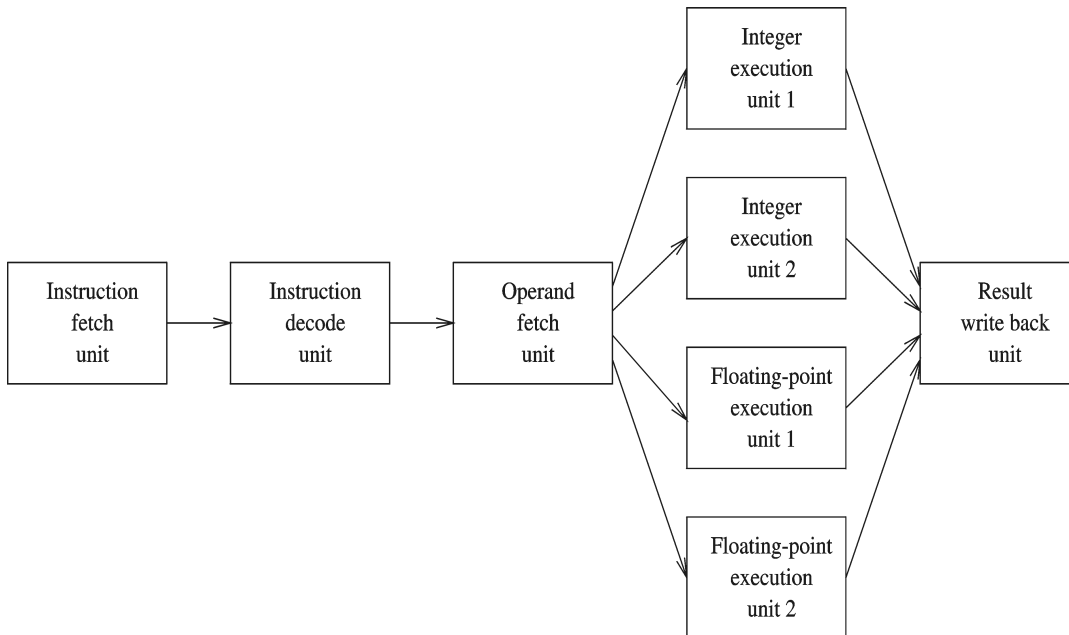 Instruction
fetch
unit
Instruction
decode
unit
Operand
fetch
unit
Integer
execution
unit 1
Integer
execution
unit 2
Floating-point
execution
unit 1
Floating-point
execution
unit 2
Result
write back
unit